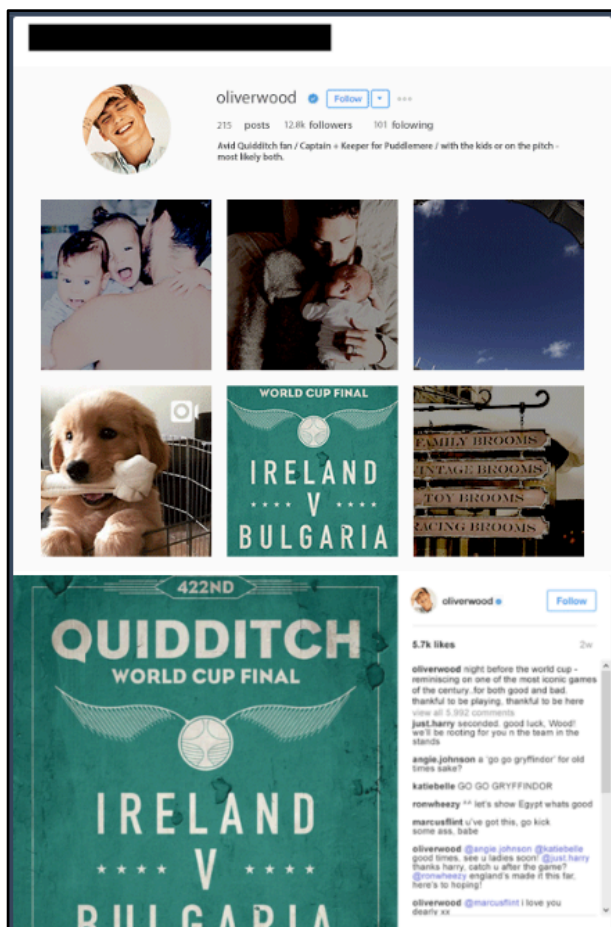 oliverwood Follow
215 posts 12.8k followers 101 folowing
Avid Quidditch fan / Captain + Keeper for Puddlemere / with the kids or on the pitch -
most likely both.
WORLD CUP FINAL
IRELAND
V
BULGARIA
FAMILY BROOMS
VINTAGE BROOMS
TOY BROOMS
RACING BROOMS
422ND
QUIDDITCH
WORLD CUP FINAL
IRELAND
V
BULGARIA
oliverwood Follow
5.7k likes 2w
oliverwood night before the world cup -
reminiscing on one of the most iconic games
of the century..for both good and bad.
thankful to be playing, thankful to be here
view all 5,992 comments
just.harry seconded. good luck, Wood!
we'll be rooting for you n the team in the
stands
angie.johnson a 'go go gryffindor' for old
times sake?
katiebelle GO GO GRYFFINDOR
ronwheezy ^^ let's show Egypt whats good
marcusflint u've got this, go kick
some ass, babe
oliverwood @angie.johnson @katiebelle
good times, see u ladies soon! @just.harry
thanks harry, catch u after the game?
@ronwheezy england's made it this far,
here's to hoping!
oliverwood @marcusflint i love you
dearly xx